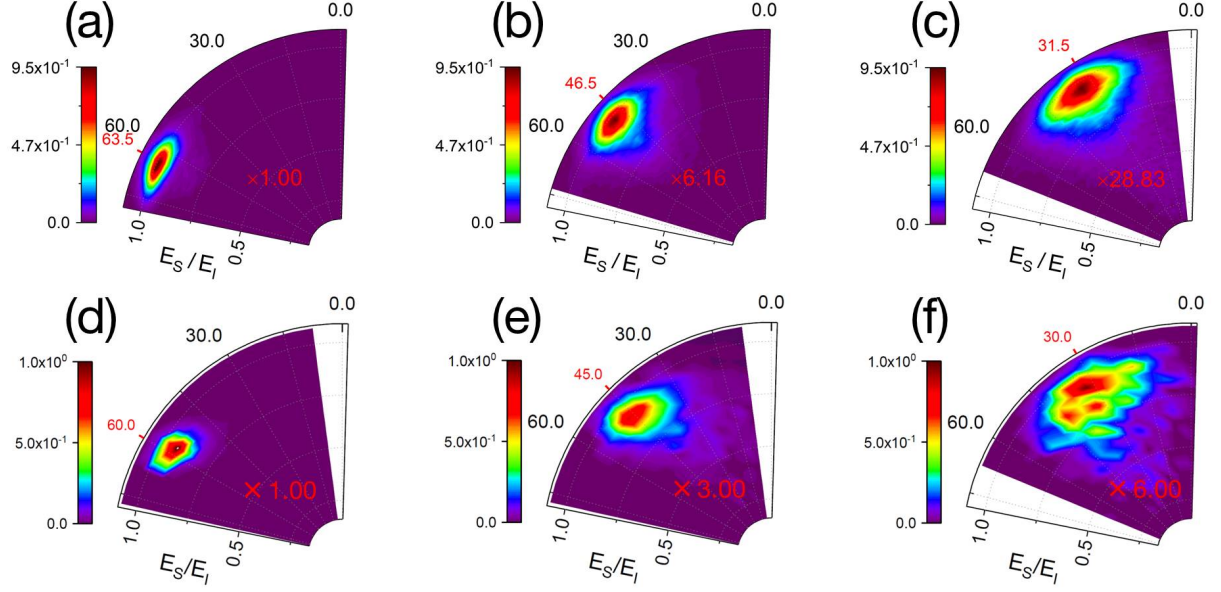 (a)
0.0
30.0
9.5x10⁻¹
60.0
63.5
4.7x10⁻¹
×1.00
0.0
1.0
0.5
E_S / E_I
(b)
0.0
30.0
46.5
9.5x10⁻¹
60.0
4.7x10⁻¹
×6.16
0.0
1.0
0.5
E_S / E_I
(c)
0.0
31.5
9.5x10⁻¹
60.0
4.7x10⁻¹
×28.83
0.0
1.0
0.5
E_S / E_I
(d)
0.0
30.0
1.0x10⁰
60.0
5.0x10⁻¹
× 1.00
0.0
1.0
0.5
E_S/E_I
(e)
0.0
30.0
45.0
1.0x10⁰
60.0
5.0x10⁻¹
× 3.00
0.0
1.0
0.5
E_S/E_I
(f)
0.0
30.0
1.0x10⁰
60.0
5.0x10⁻¹
× 6.00
0.0
1.0
0.5
E_S/E_I